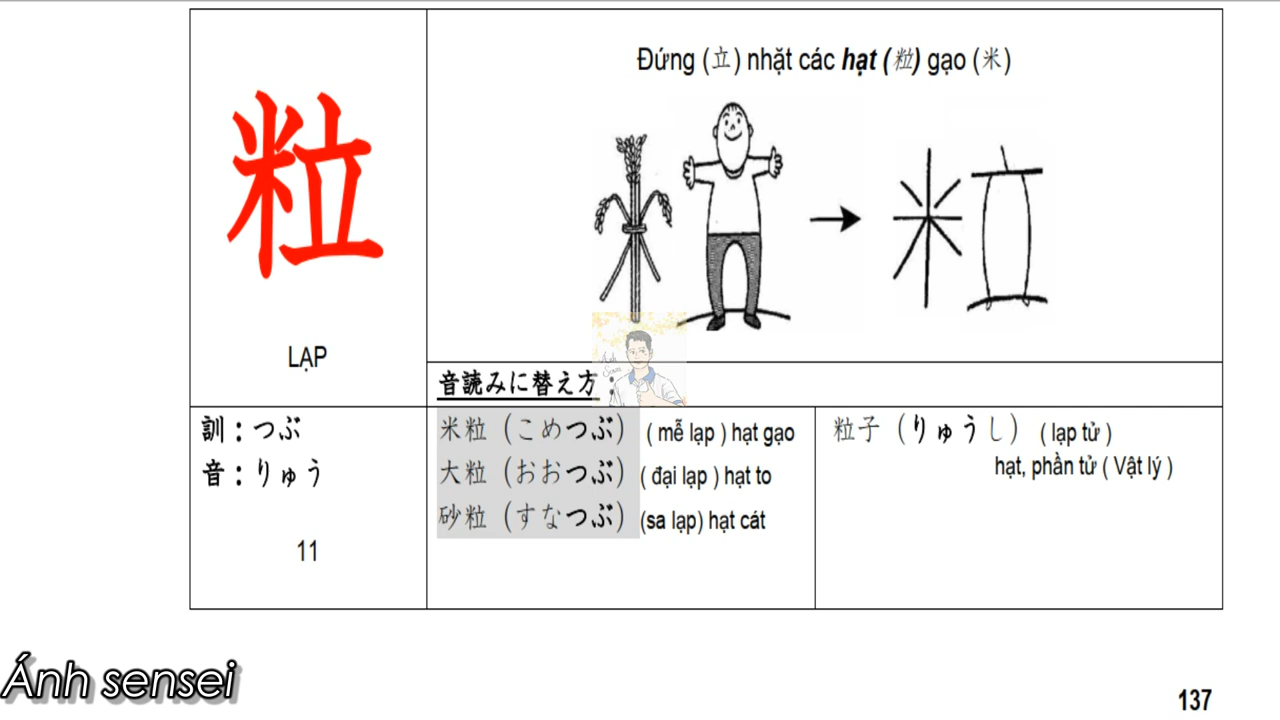 粒
LẠP
Đứng (立) nhặt các hạt (粒) gạo (米)
音読みに替え方
訓：つぶ
音：りゅう
11
米粒（こめつぶ） ( mễ lạp ) hạt gạo
大粒（おおつぶ） ( đại lạp ) hạt to
砂粒（すなつぶ） (sa lạp) hạt cát
粒子（りゅうし） ( lạp tử )
hạt, phần tử ( Vật lý )
Ánh sensei
137